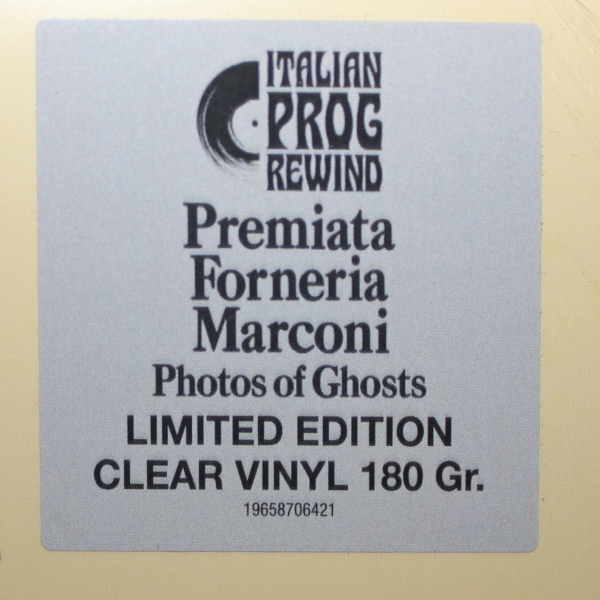 ITALIAN
PROG
REWIND
Premiata
Forneria
Marconi
Photos of Ghosts
LIMITED EDITION
CLEAR VINYL 180 Gr.
19658706421